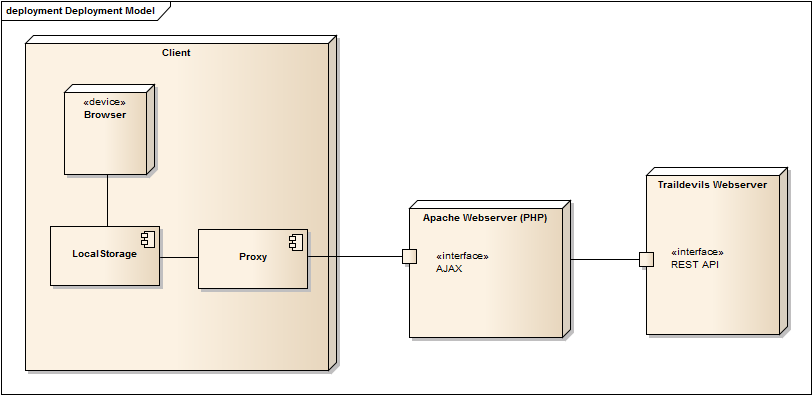 deployment Deployment Model
Client
«device»
Browser
LocalStorage
Proxy
Apache Webserver (PHP)
«interface»
AJAX
Traildevils Webserver
«interface»
REST API